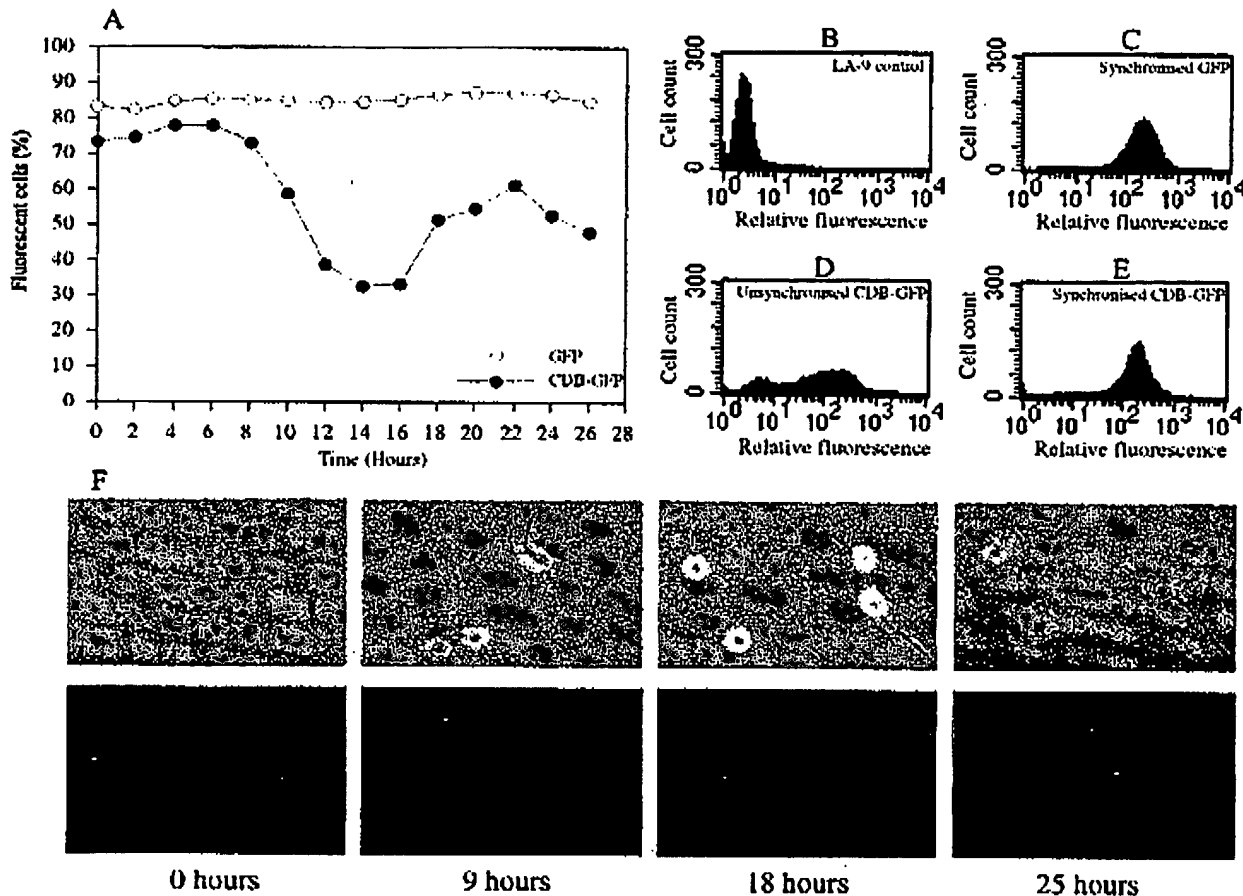 A
100
90
80
70
60
50
40
30
20
10
0
Fluorescent cells (%)
GFP
CDB-GFP
0 2 4 6 8 10 12 14 16 18 20 22 24 26 28
Time (Hours)
B
300
0
Cell count
LA-9 control
10^0 10^1 10^2 10^3 10^4
Relative fluorescence
C
300
0
Cell count
Synchronised GFP
10^0 10^1 10^2 10^3 10^4
Relative fluorescence
D
300
0
Cell count
Unsynchronised CDB-GFP
10^0 10^1 10^2 10^3 10^4
Relative fluorescence
E
300
0
Cell count
Synchronised CDB-GFP
10^0 10^1 10^2 10^3 10^4
Relative fluorescence
F
0 hours 9 hours 18 hours 25 hours